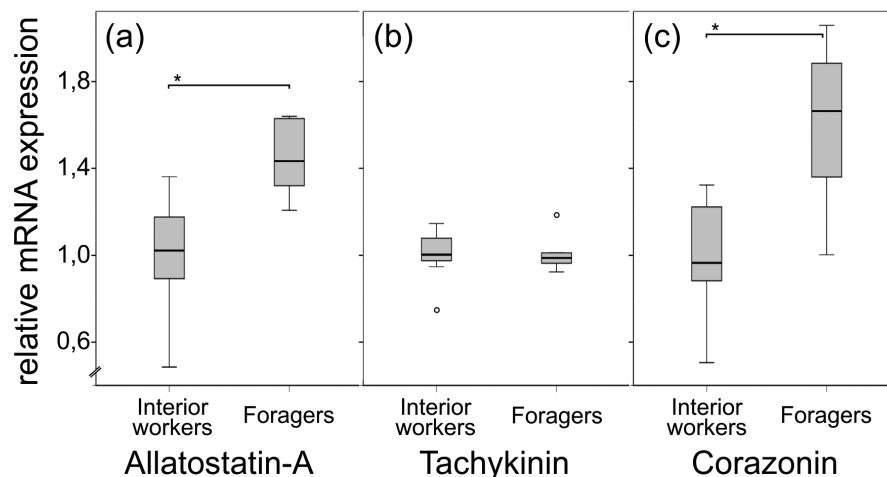 relative mRNA expression
1,8
1,4
1,0
0,6
(a)
*
Interior
workers
Foragers
Allatostatin-A
(b)
Interior
workers
Foragers
Tachykinin
(c)
*
Interior
workers
Foragers
Corazonin